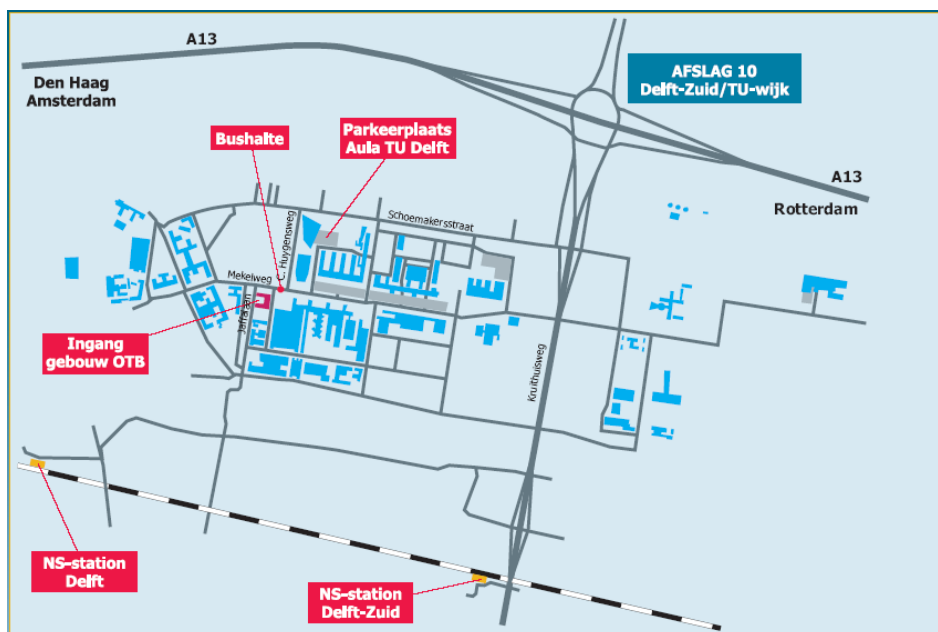 A13
Den Haag
Amsterdam
AFSLAG 10
Delft-Zuid/TU-wijk
Bushalte
Parkeerplaats
Aula TU Delft
A13
Rotterdam
Schoemakersstraat
C. Huygensweg
Mekelweg
Jaffalaan
Ingang
gebouw OTB
Kruithuisweg
NS-station
Delft
NS-station
Delft-Zuid